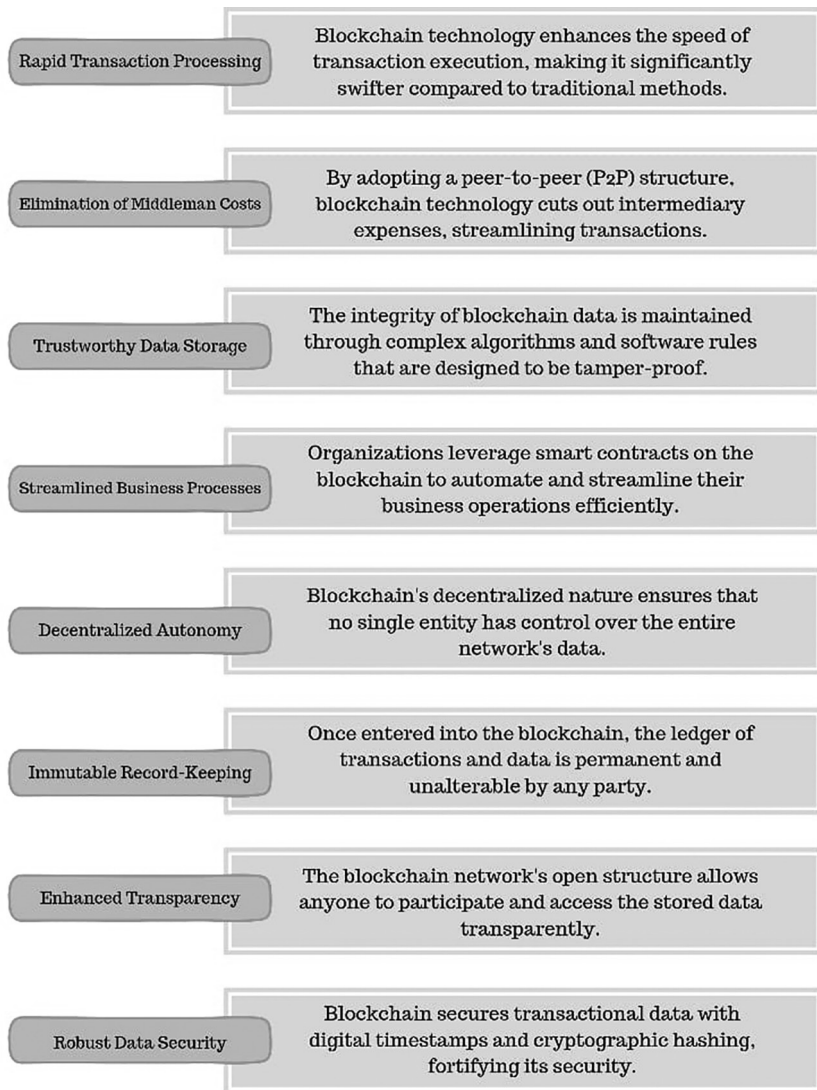 Rapid Transaction Processing
Blockchain technology enhances the speed of
transaction execution, making it significantly
swifter compared to traditional methods.
Elimination of Middleman Costs
By adopting a peer-to-peer (P2P) structure,
blockchain technology cuts out intermediary
expenses, streamlining transactions.
Trustworthy Data Storage
The integrity of blockchain data is maintained
through complex algorithms and software rules
that are designed to be tamper-proof.
Streamlined Business Processes
Organizations leverage smart contracts on the
blockchain to automate and streamline their
business operations efficiently.
Decentralized Autonomy
Blockchain's decentralized nature ensures that
no single entity has control over the entire
network's data.
Immutable Record-Keeping
Once entered into the blockchain, the ledger of
transactions and data is permanent and
unalterable by any party.
Enhanced Transparency
The blockchain network's open structure allows
anyone to participate and access the stored data
transparently.
Robust Data Security
Blockchain secures transactional data with
digital timestamps and cryptographic hashing,
fortifying its security.